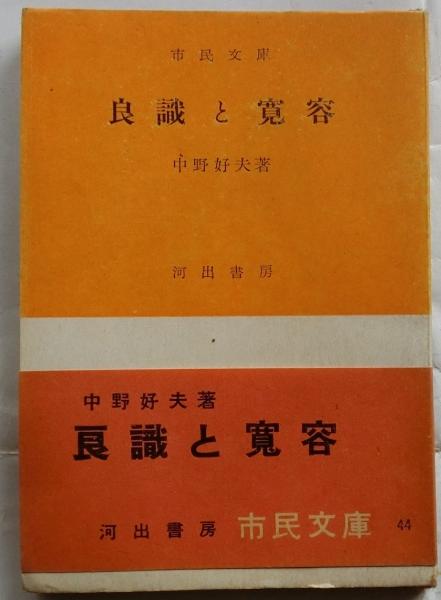 市民文庫
良識と寛容
中野好夫著
河出書房
中野好夫著
良識と寛容
河出書房 市民文庫 44